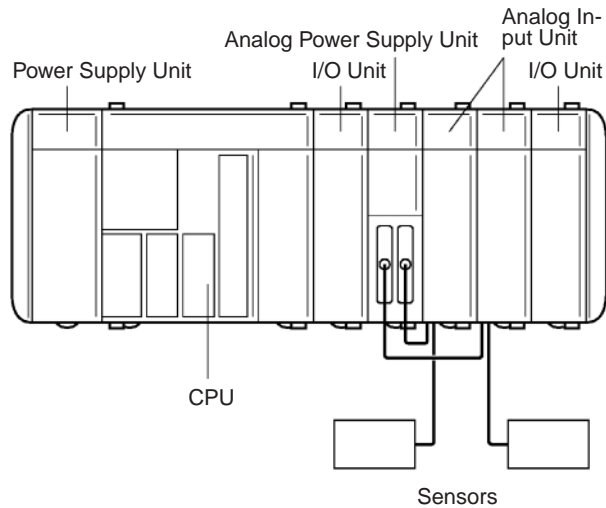 Analog In-
put Unit
Analog Power Supply Unit
Power Supply Unit
I/O Unit
I/O Unit
CPU
Sensors